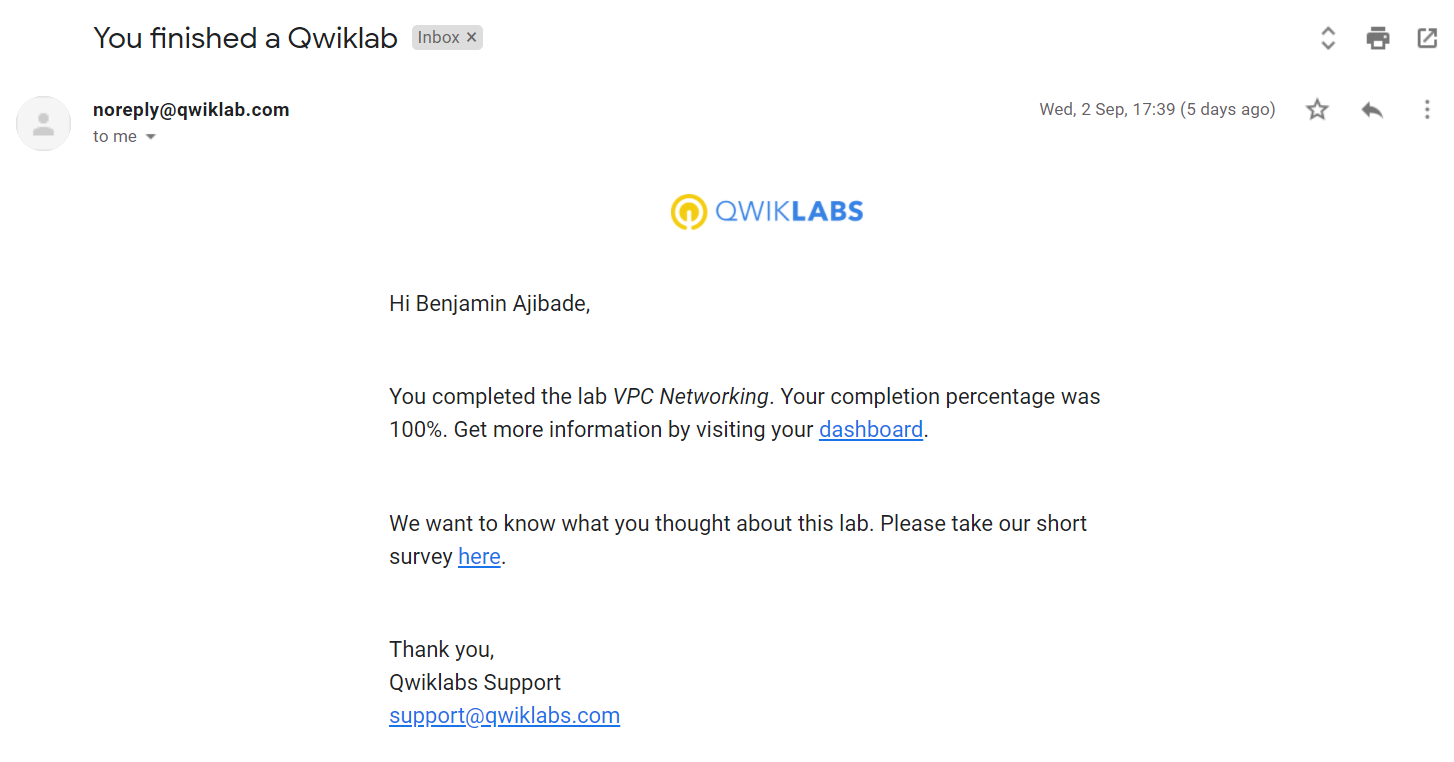 You finished a Qwiklab Inbox ×
noreply@qwiklab.com Wed, 2 Sep, 17:39 (5 days ago)
to me
QWIKLABS
Hi Benjamin Ajibade,
You completed the lab VPC Networking. Your completion percentage was
100%. Get more information by visiting your dashboard.
We want to know what you thought about this lab. Please take our short
survey here.
Thank you,
Qwiklabs Support
support@qwiklabs.com